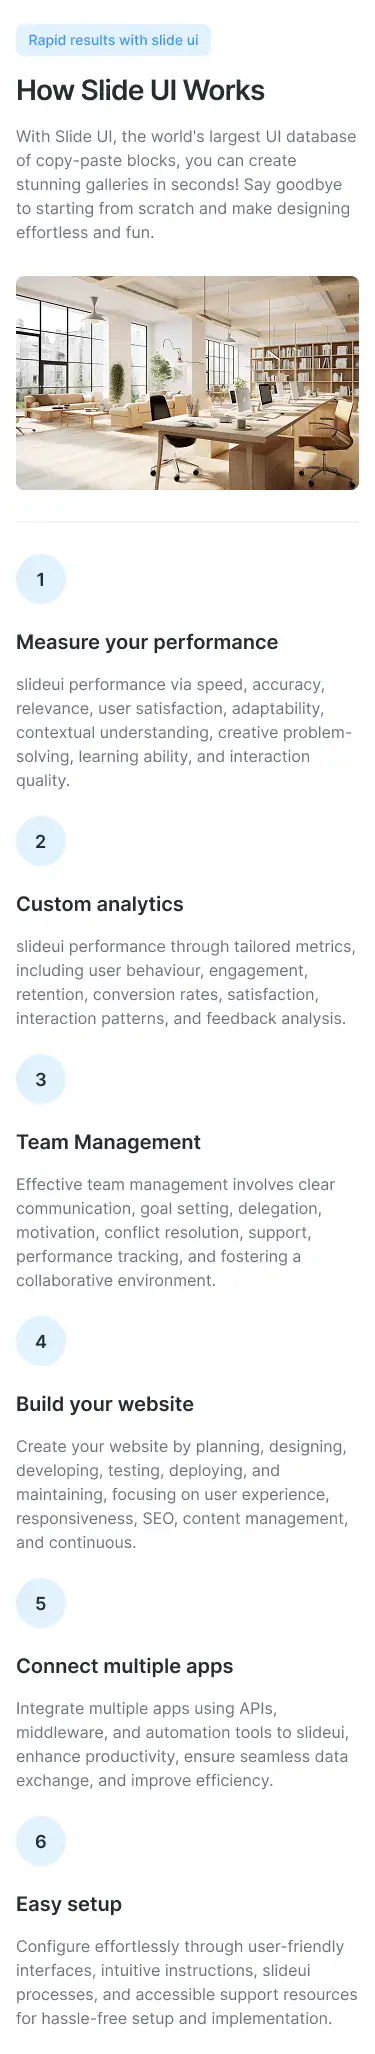 Rapid results with slide ui
How Slide UI Works
With Slide UI, the world's largest UI database
of copy-paste blocks, you can create
stunning galleries in seconds! Say goodbye
to starting from scratch and make designing
effortless and fun.
1
Measure your performance
slideui performance via speed, accuracy,
relevance, user satisfaction, adaptability,
contextual understanding, creative problem-
solving, learning ability, and interaction
quality.
2
Custom analytics
slideui performance through tailored metrics,
including user behaviour, engagement,
retention, conversion rates, satisfaction,
interaction patterns, and feedback analysis.
3
Team Management
Effective team management involves clear
communication, goal setting, delegation,
motivation, conflict resolution, support,
performance tracking, and fostering a
collaborative environment.
4
Build your website
Create your website by planning, designing,
developing, testing, deploying, and
maintaining, focusing on user experience,
responsiveness, SEO, content management,
and continuous.
5
Connect multiple apps
Integrate multiple apps using APIs,
middleware, and automation tools to slideui,
enhance productivity, ensure seamless data
exchange, and improve efficiency.
6
Easy setup
Configure effortlessly through user-friendly
interfaces, intuitive instructions, slideui
processes, and accessible support resources
for hassle-free setup and implementation.